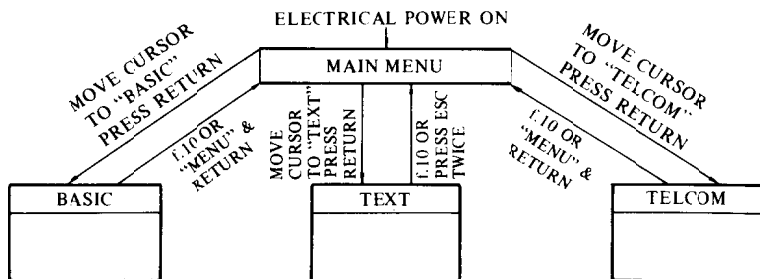 ELECTRICAL POWER ON
MAIN MENU
MOVE CURSOR
TO "BASIC"
PRESS RETURN
f.10 OR
"MENU" &
RETURN
MOVE
CURSOR
TO "TEXT"
PRESS
RETURN
f.10 OR
PRESS ESC
TWICE
MOVE CURSOR
TO "TELCOM"
PRESS RETURN
f.10 OR
"MENU" &
RETURN
BASIC
TEXT
TELCOM